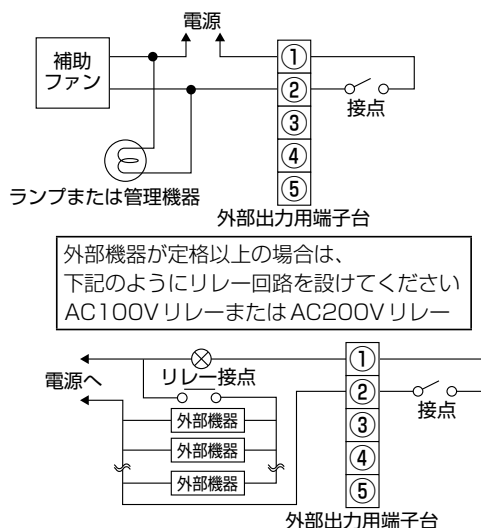 電源
補助
ファン
①
②
③
④
⑤
接点
ランプまたは管理機器
外部出力用端子台
外部機器が定格以上の場合は、
下記のようにリレー回路を設けてください
AC100VリレーまたはAC200Vリレー
電源へ
リレー接点
外部機器
外部機器
外部機器
①
②
③
④
⑤
接点
外部出力用端子台